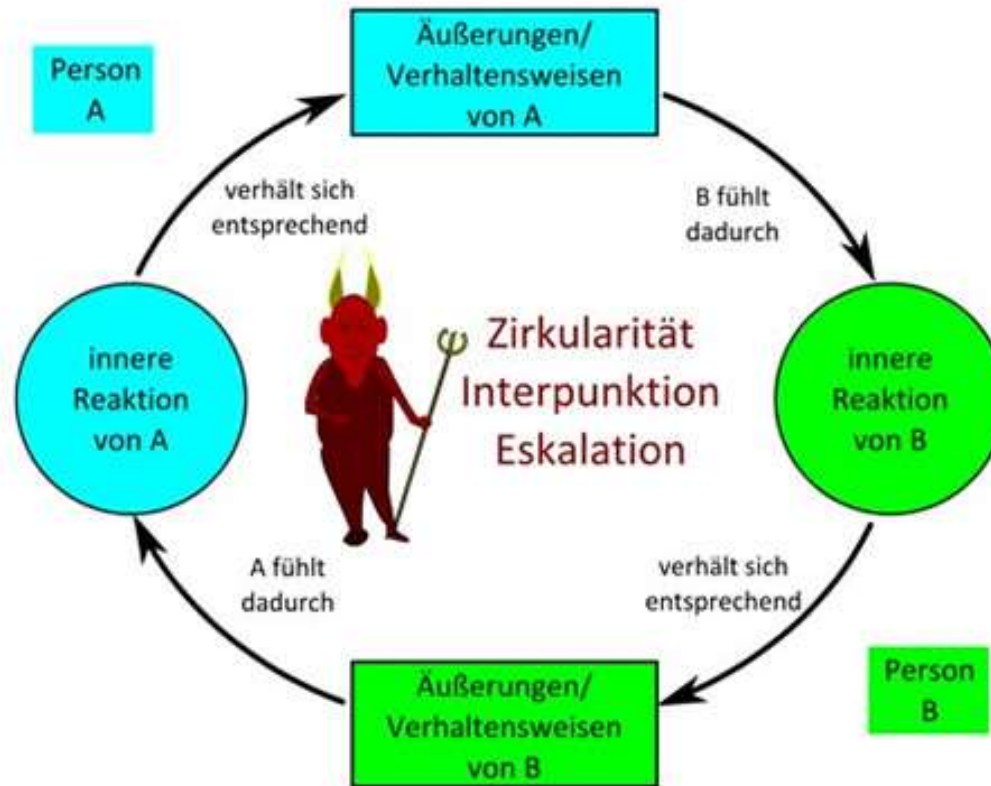 Person
A
Äußerungen/
Verhaltensweisen
von A
verhält sich
entsprechend
B fühlt
dadurch
innere
Reaktion
von A
Zirkularität
Interpunktion
Eskalation
innere
Reaktion
von B
A fühlt
dadurch
verhält sich
entsprechend
Äußerungen/
Verhaltensweisen
von B
Person
B